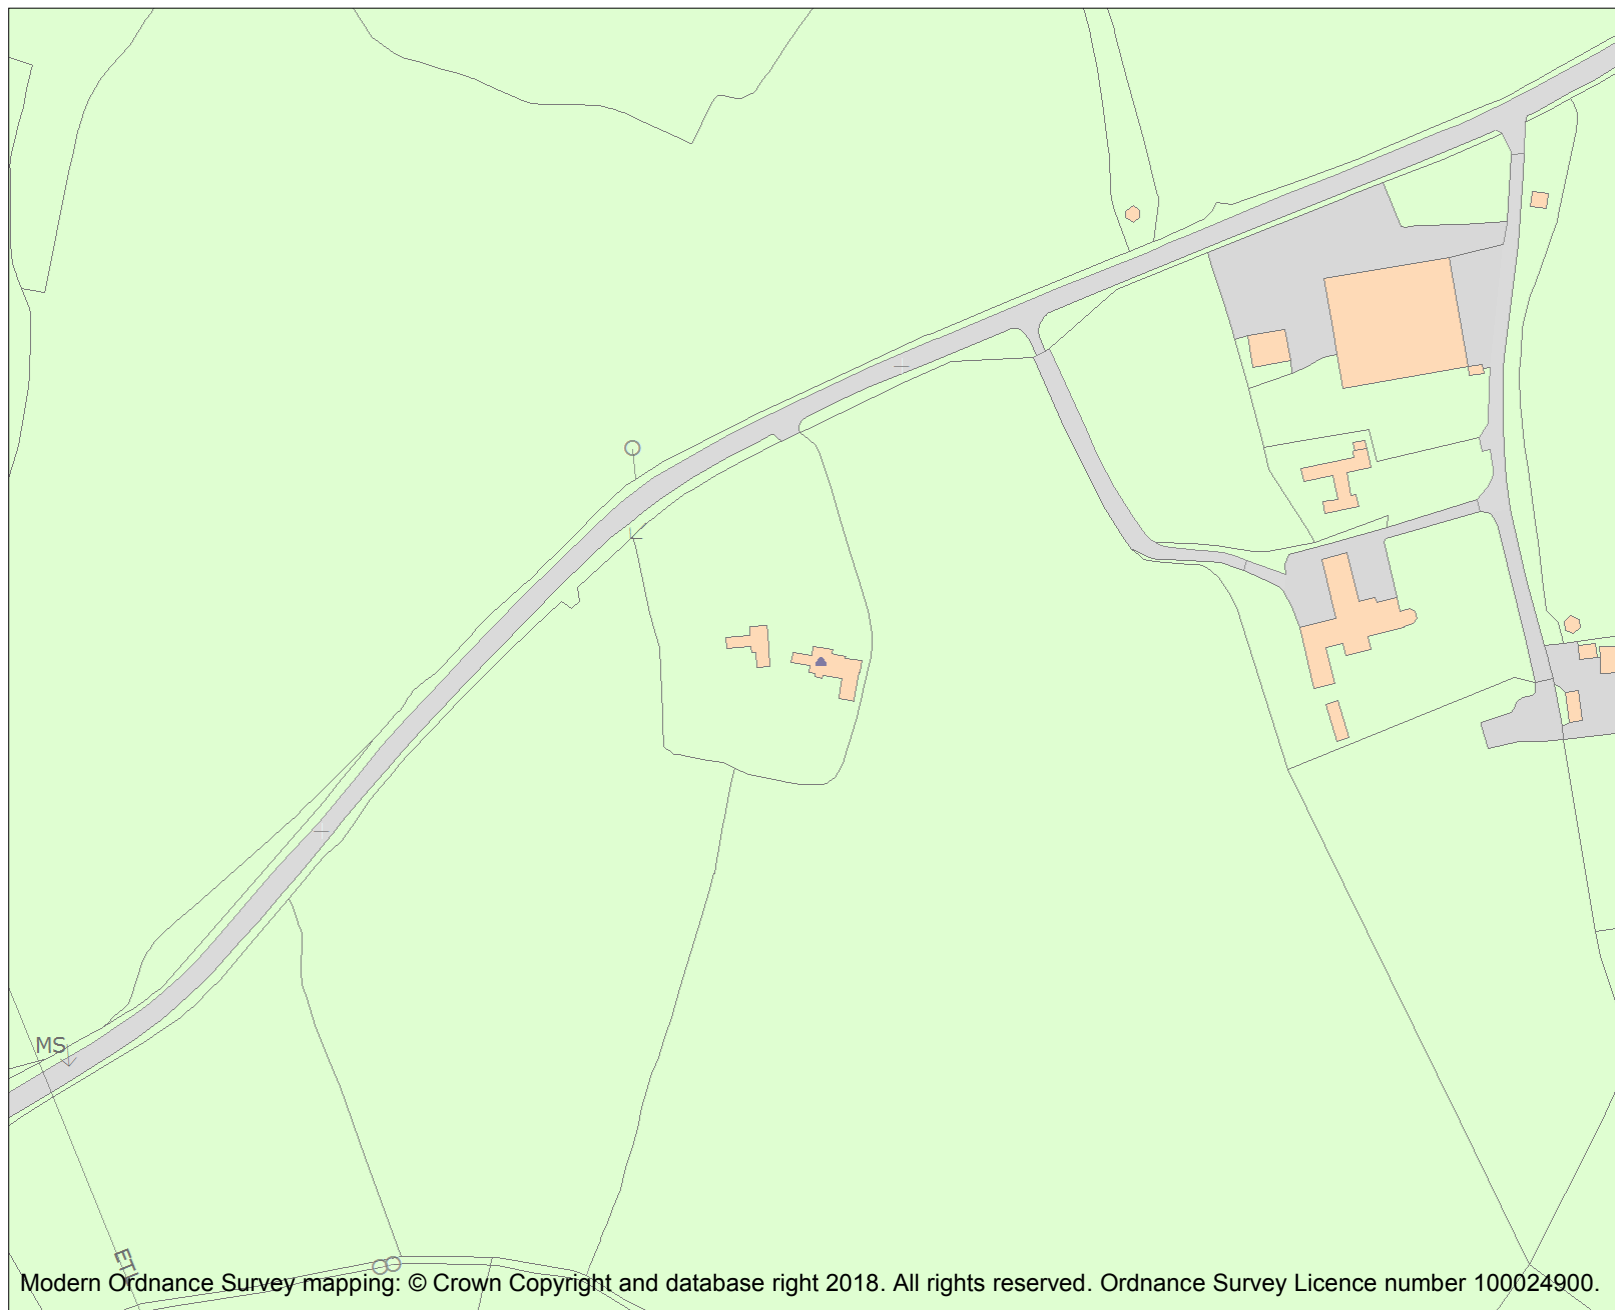 MS
ETL
Modern Ordnance Survey mapping: © Crown Copyright and database right 2018. All rights reserved. Ordnance Survey Licence number 100024900.